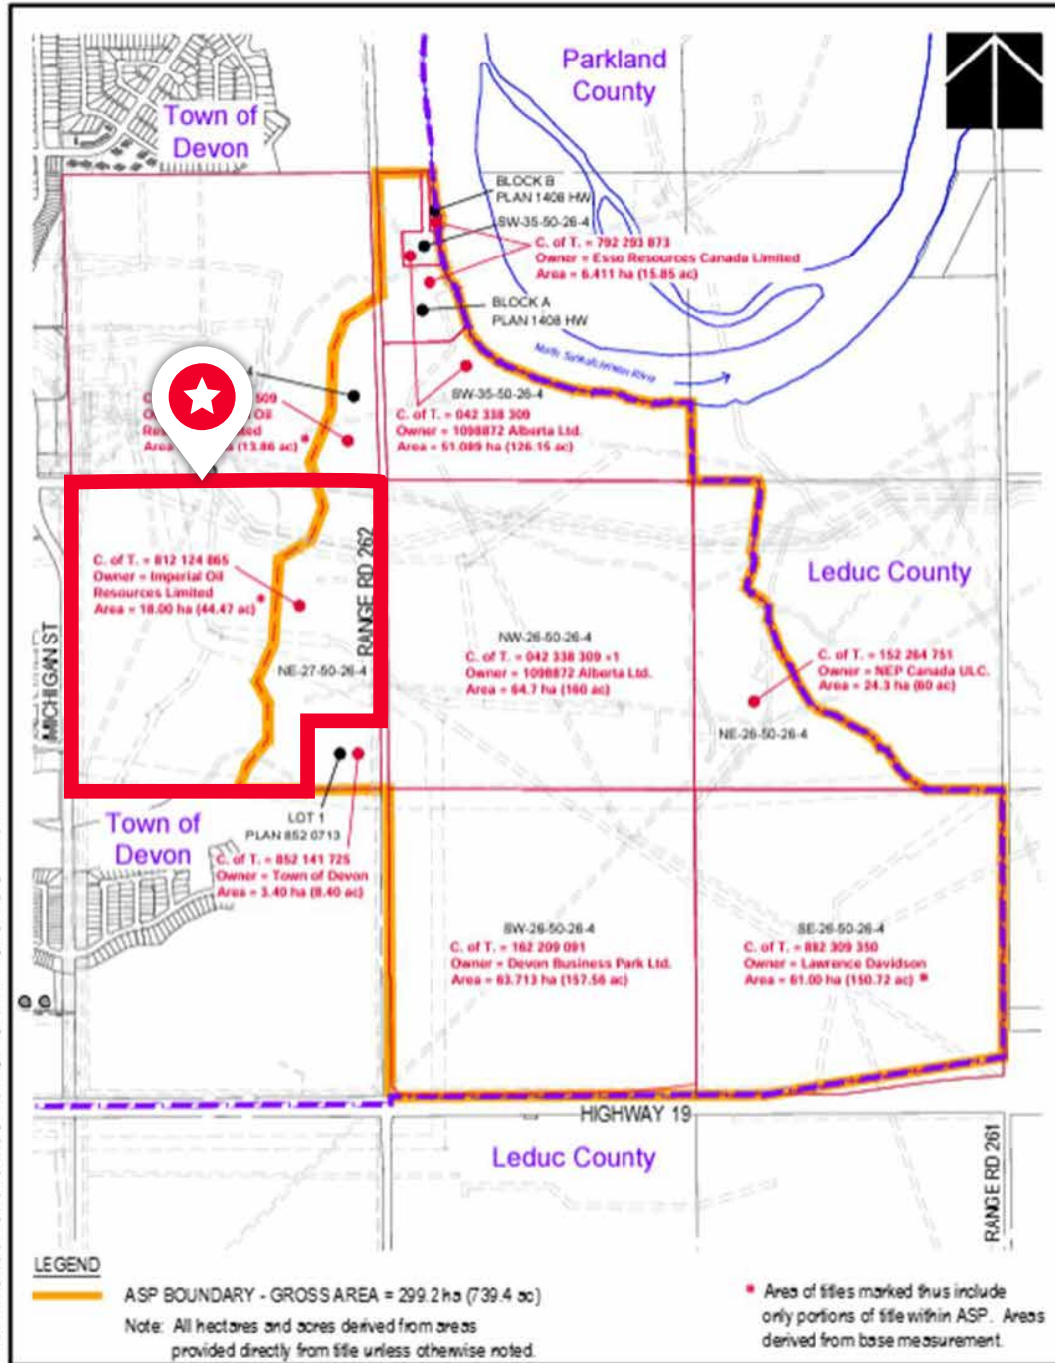 Town of
Devon
Parkland
County
BLOCK B
PLAN 1408 HW
SW-35-50-26-4
C. of T. = 792 293 873
Owner = Esso Resources Canada Limited
Area = 6.411 ha (15.85 ac)
BLOCK A
PLAN 1408 HW
North Saskatchewan River
SW-35-50-26-4
C. of T. = 042 338 309
Owner = 1098872 Alberta Ltd.
Area = 51.089 ha (126.15 ac)
4
C 509
O Oil
Area (13.86 ac) *
C. of T. = 812 124 865
Owner = Imperial Oil
Resources Limited
Area = 18.00 ha (44.47 ac) *
RANGE RD 262
NE-27-50-26-4
MICHIGAN ST
Leduc County
NW-26-50-26-4
C. of T. = 042 338 309 +1
Owner = 1098872 Alberta Ltd.
Area = 64.7 ha (160 ac)
C. of T. = 152 264 751
Owner = NEP Canada ULC.
Area = 24.3 ha (60 ac)
NE-26-50-26-4
LOT 1
PLAN 852 0713
Town of
Devon
C. of T. = 852 141 725
Owner = Town of Devon
Area = 3.40 ha (8.40 ac)
SW-26-50-26-4
C. of T. = 162 209 091
Owner = Devon Business Park Ltd.
Area = 63.713 ha (157.56 ac)
SE-26-50-26-4
C. of T. = 882 309 350
Owner = Lawrence Davidson
Area = 61.00 ha (150.72 ac) *
HIGHWAY 19
Leduc County
RANGE RD 261
LEGEND
ASP BOUNDARY - GROSS AREA = 299.2 ha (739.4 ac)
Note: All hectares and acres derived from areas
provided directly from title unless otherwise noted.
* Area of titles marked thus include
only portions of title within ASP. Areas
derived from base measurement.